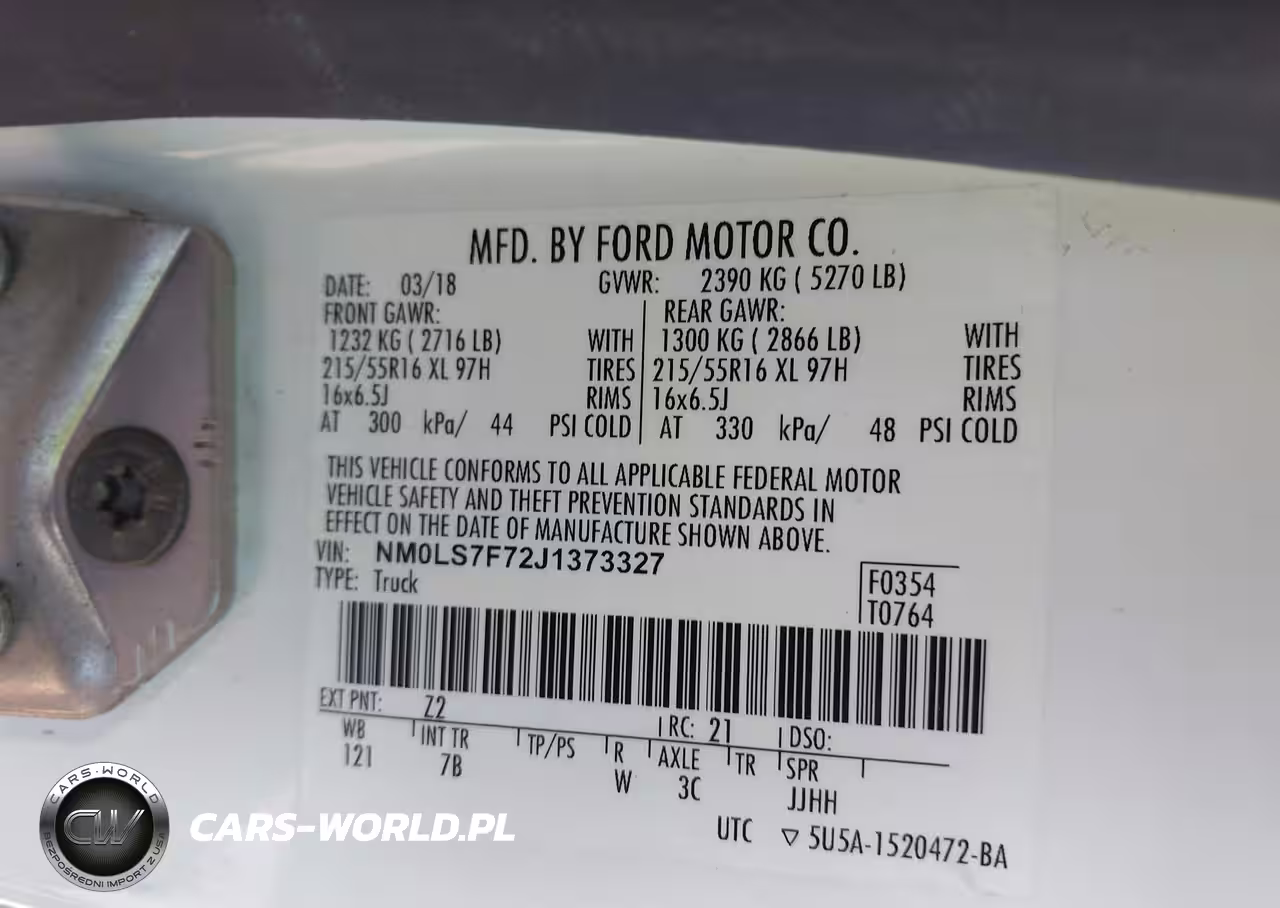 MFD. BY FORD MOTOR CO.
DATE: 03/18 GVWR: 2390 KG ( 5270 LB)
FRONT GAWR: REAR GAWR:
1232 KG ( 2716 LB) WITH 1300 KG ( 2866 LB) WITH
215/55R16 XL 97H TIRES 215/55R16 XL 97H TIRES
16x6.5J RIMS 16x6.5J RIMS
AT 300 kPa/ 44 PSI COLD AT 330 kPa/ 48 PSI COLD
THIS VEHICLE CONFORMS TO ALL APPLICABLE FEDERAL MOTOR
VEHICLE SAFETY AND THEFT PREVENTION STANDARDS IN
EFFECT ON THE DATE OF MANUFACTURE SHOWN ABOVE.
VIN: NM0LS7F72J1373327
TYPE: Truck
F0354
T0764
EXT PNT: Z2 RC: 21 DSO:
WB INT TR TP/PS R AXLE TR SPR
121 7B W 3C JJHH
UTC ▽ 5U5A-1520472-BA
CARS-WORLD
CW
BEZPOŚREDNI IMPORT Z USA
CARS-WORLD.PL